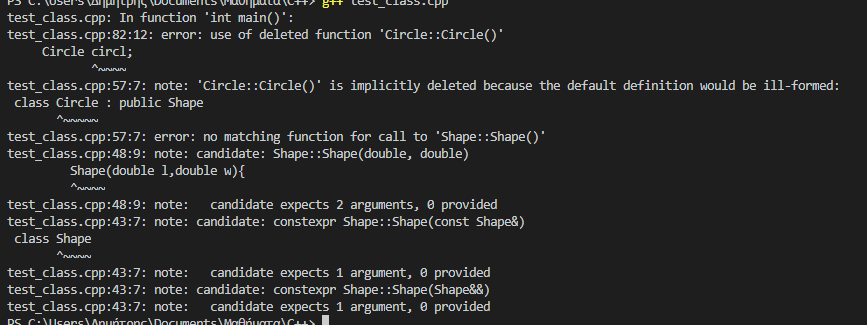 PS C:\Users\Δημήτρης\Documents\Μαθήματα\C++> g++ test_class.cpp
test_class.cpp: In function 'int main()':
test_class.cpp:82:12: error: use of deleted function 'Circle::Circle()'
     Circle circl;
            ^~~~~
test_class.cpp:57:7: note: 'Circle::Circle()' is implicitly deleted because the default definition would be ill-formed:
 class Circle : public Shape
       ^~~~~~
test_class.cpp:57:7: error: no matching function for call to 'Shape::Shape()'
test_class.cpp:48:9: note: candidate: Shape::Shape(double, double)
         Shape(double l,double w){
         ^~~~~
test_class.cpp:48:9: note:   candidate expects 2 arguments, 0 provided
test_class.cpp:43:7: note: candidate: constexpr Shape::Shape(const Shape&)
 class Shape
       ^~~~~
test_class.cpp:43:7: note:   candidate expects 1 argument, 0 provided
test_class.cpp:43:7: note: candidate: constexpr Shape::Shape(Shape&&)
test_class.cpp:43:7: note:   candidate expects 1 argument, 0 provided
PS C:\Users\Δημήτρης\Documents\Μαθήματα\C++>